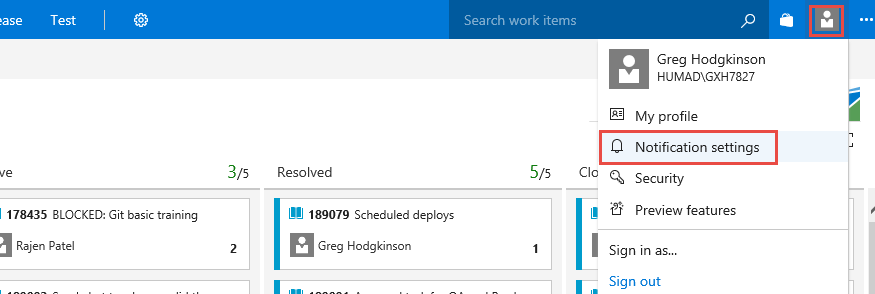 ease Test Search work items
Greg Hodgkinson
HUMAD\GXH7827
My profile
Notification settings
Security
Preview features
Sign in as...
Sign out
ve 3/5 Resolved 5/5 Clo
178435 BLOCKED: Git basic training
Rajen Patel 2
189079 Scheduled deploys
Greg Hodgkinson 1